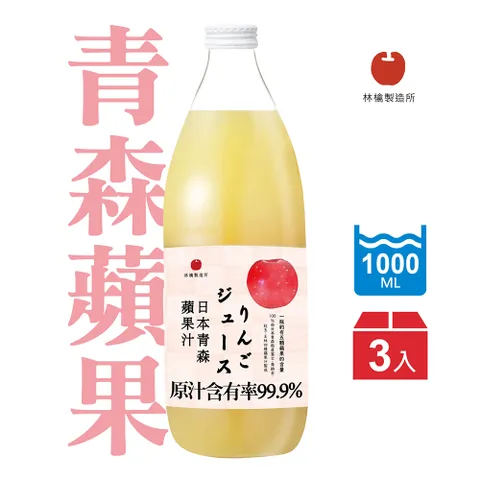 青森蘋果
林檎製造所
1000
ML
3入
林檎製造所
りんご
ジュース
日本青森
蘋果汁
原汁含有率99.9%